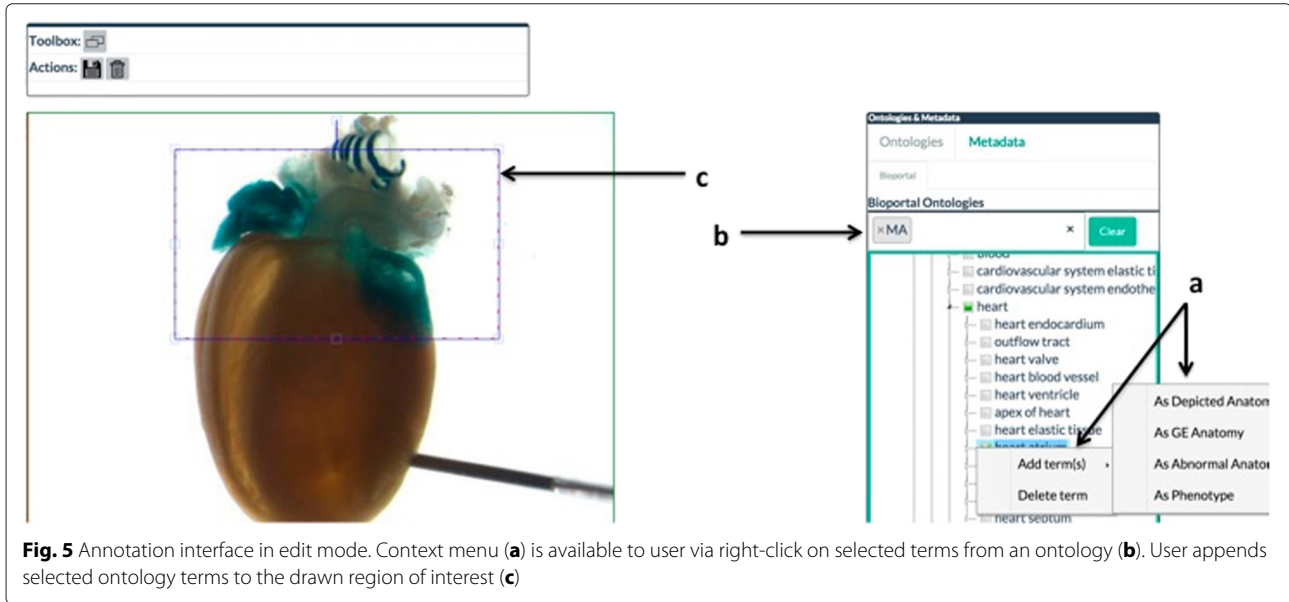 Toolbox:
Actions:
Ontologies & Metadata
Ontologies Metadata
Bioportal
Bioportal Ontologies
×MA × Clear
blood
cardiovascular system elastic ti
cardiovascular system endothe
heart
heart endocardium
outflow tract
heart valve
heart blood vessel
heart ventricle
apex of heart
heart elastic tissue
heart atrium
Add term(s)
Delete term
heart septum
As Depicted Anatom
As GE Anatomy
As Abnormal Anator
As Phenotype
c
b
a
Fig. 5 Annotation interface in edit mode. Context menu (a) is available to user via right-click on selected terms from an ontology (b). User appends
selected ontology terms to the drawn region of interest (c)